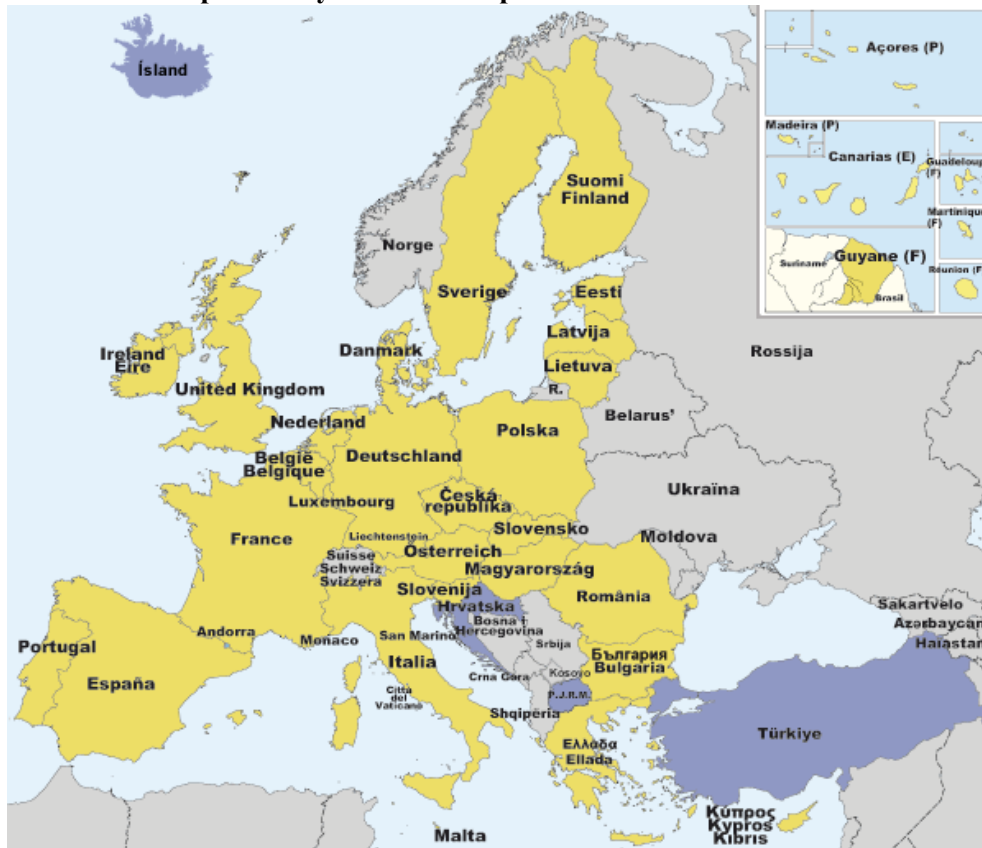 Ísland
Açores (P)
Madeira (P)
Canarias (E)
Guadeloup
(F)
Martinique
(F)
Guyane (F)
Suriname
Brasil
Réunion (F)
Suomi
Finland
Norge
Sverige
Eesti
Latvija
Lietuva
R.
Rossija
Danmark
Ireland
Eire
United Kingdom
Nederland
Belarus'
Polska
België
Belgique
Deutschland
Luxembourg
Česká
republika
Ukraïna
Slovensko
France
Liechtenstein
Moldova
Suisse
Schweiz
Svizzera
Österreich
Magyarország
Slovenija
România
Hrvatska
Bosna i
Hercegovina
Sakartvelo
Azərbaycan
Haïastan
Andorra
Monaco
San Marino
Srbija
Portugal
España
Italia
България
Bulgaria
Crna Gora
Kosovo
Città
del
Vaticano
P.J.R.M.
Shqipëria
Türkiye
Ελλάδα
Ellada
Κύπρος
Kypros
Kıbrıs
Malta